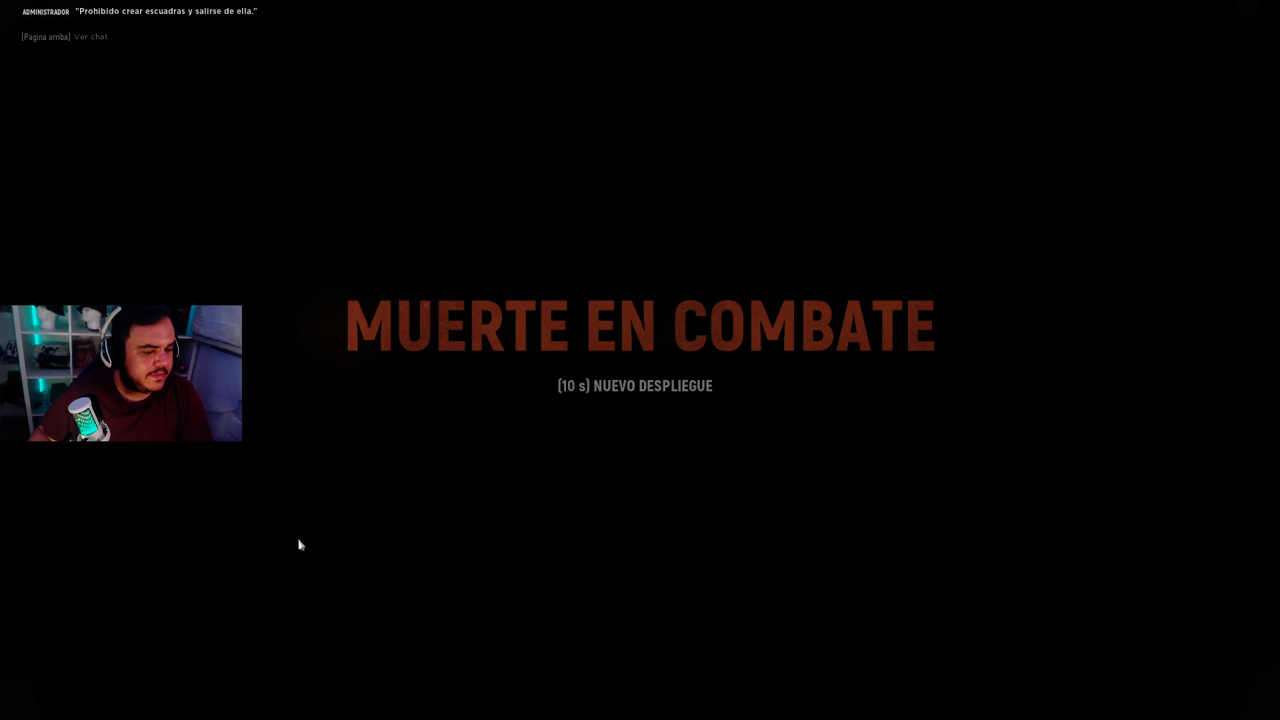 ADMINISTRADOR "Prohibido crear escuadras y salirse de ella."
[Página arriba] Ver chat
MUERTE EN COMBATE
(10 s) NUEVO DESPLIEGUE